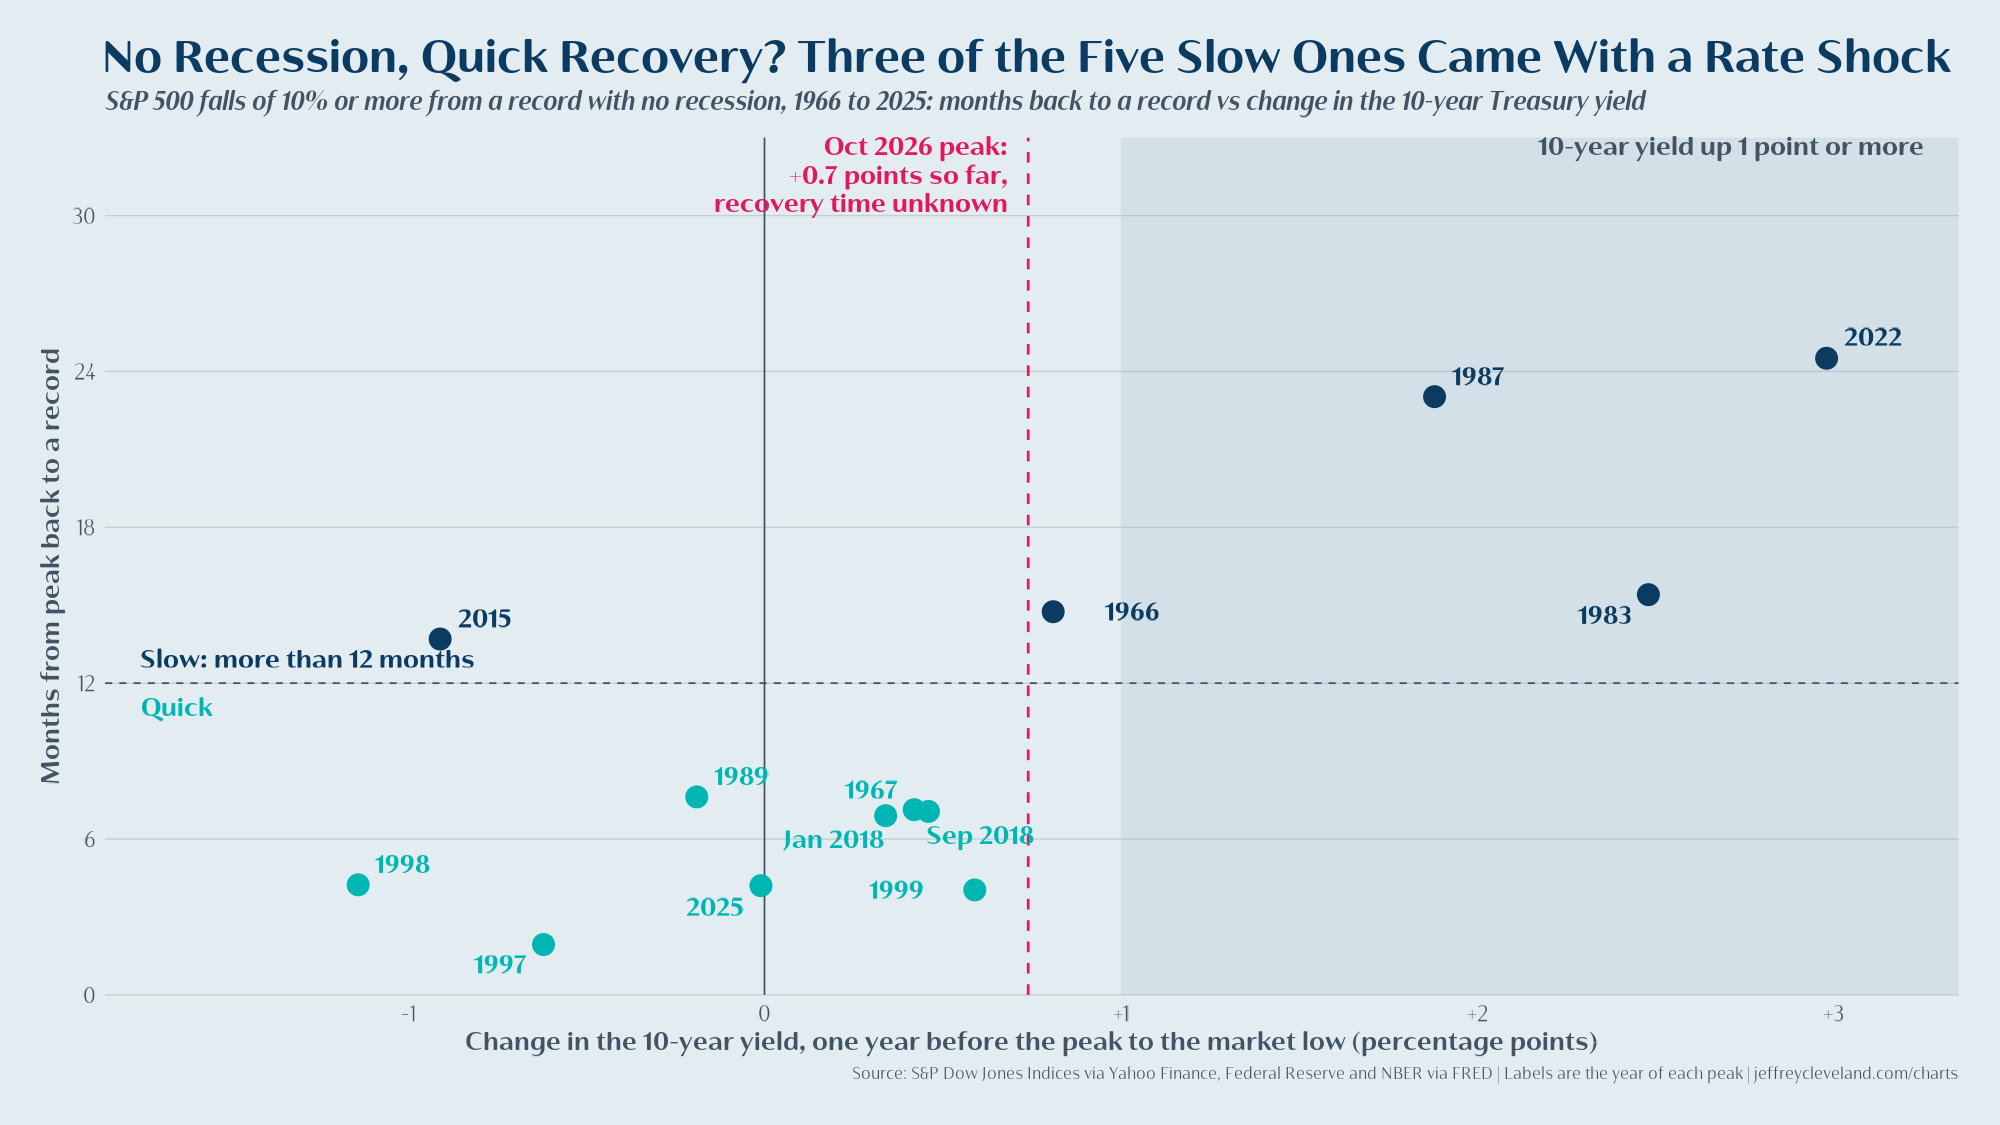 No Recession, Quick Recovery? Three of the Five Slow Ones Came With a Rate Shock
S&P 500 falls of 10% or more from a record with no recession, 1966 to 2025: months back to a record vs change in the 10-year Treasury yield
Oct 2026 peak:
+0.7 points so far,
recovery time unknown
10-year yield up 1 point or more
Months from peak back to a record
30
24
18
12
6
0
2022
1987
1966
1983
2015
Slow: more than 12 months
Quick
1989
1967
Jan 2018
Sep 2018
1998
2025
1999
1997
-1
0
+1
+2
+3
Change in the 10-year yield, one year before the peak to the market low (percentage points)
Source: S&P Dow Jones Indices via Yahoo Finance, Federal Reserve and NBER via FRED | Labels are the year of each peak | jeffreycleveland.com/charts